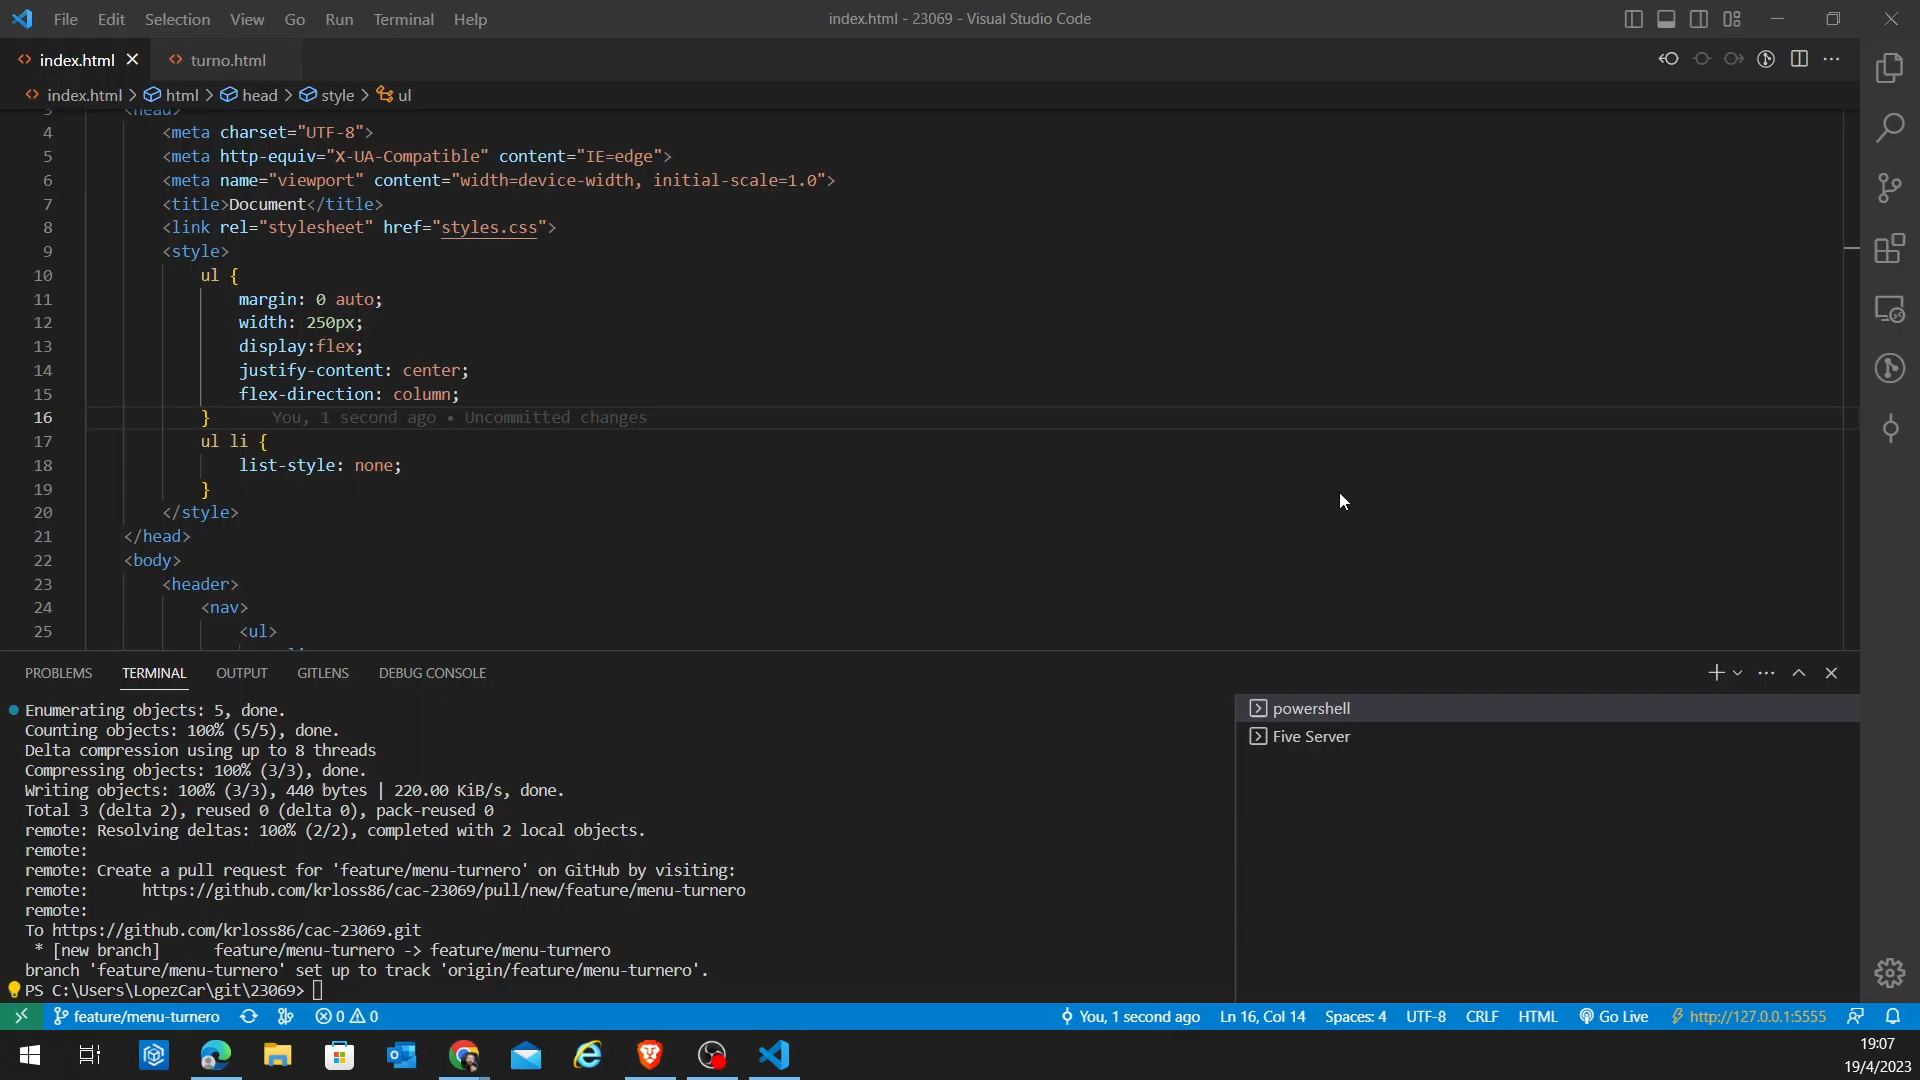 File Edit Selection View Go Run Terminal Help
index.html - 23069 - Visual Studio Code
index.html
turno.html
index.html > html > head > style > ul
3 <head>
4 <meta charset="UTF-8">
5 <meta http-equiv="X-UA-Compatible" content="IE=edge">
6 <meta name="viewport" content="width=device-width, initial-scale=1.0">
7 <title>Document</title>
8 <link rel="stylesheet" href="styles.css">
9 <style>
10 ul {
11 margin: 0 auto;
12 width: 250px;
13 display:flex;
14 justify-content: center;
15 flex-direction: column;
16 } You, 1 second ago • Uncommitted changes
17 ul li {
18 list-style: none;
19 }
20 </style>
21 </head>
22 <body>
23 <header>
24 <nav>
25 <ul>
PROBLEMS TERMINAL OUTPUT GITLENS DEBUG CONSOLE
Enumerating objects: 5, done.
Counting objects: 100% (5/5), done.
Delta compression using up to 8 threads
Compressing objects: 100% (3/3), done.
Writing objects: 100% (3/3), 440 bytes | 220.00 KiB/s, done.
Total 3 (delta 2), reused 0 (delta 0), pack-reused 0
remote: Resolving deltas: 100% (2/2), completed with 2 local objects.
remote:
remote: Create a pull request for 'feature/menu-turnero' on GitHub by visiting:
remote: https://github.com/krloss86/cac-23069/pull/new/feature/menu-turnero
remote:
To https://github.com/krloss86/cac-23069.git
* [new branch] feature/menu-turnero -> feature/menu-turnero
branch 'feature/menu-turnero' set up to track 'origin/feature/menu-turnero'.
PS C:\Users\LopezCar\git\23069>
powershell
Five Server
feature/menu-turnero 0 0
You, 1 second ago Ln 16, Col 14 Spaces: 4 UTF-8 CRLF HTML Go Live http://127.0.0.1:5555
19:07
19/4/2023